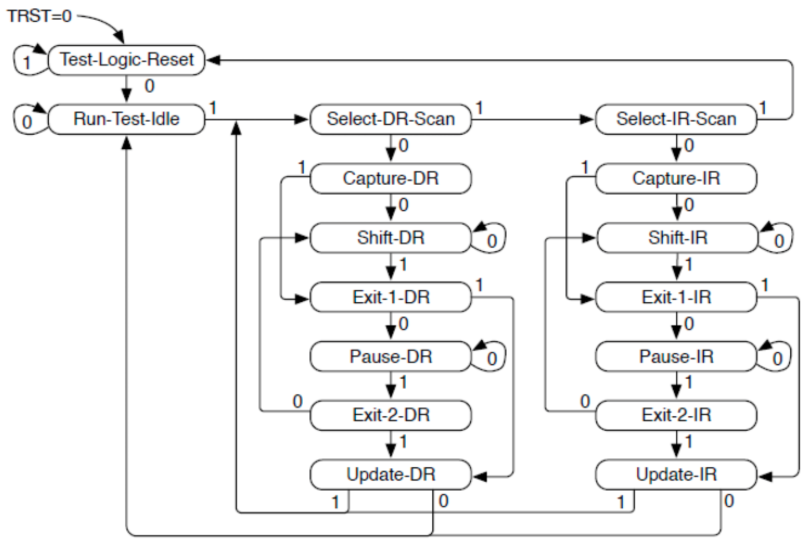 TRST=0
1 Test-Logic-Reset
0
0 Run-Test-Idle 1 Select-DR-Scan 1 Select-IR-Scan 1
0 0
1 Capture-DR 1 Capture-IR
0 0
Shift-DR 0 Shift-IR 0
1 1
Exit-1-DR 1 Exit-1-IR 1
0 0
Pause-DR 0 Pause-IR 0
1 1
0 Exit-2-DR 0 Exit-2-IR
1 1
Update-DR Update-IR
1 0 1 0